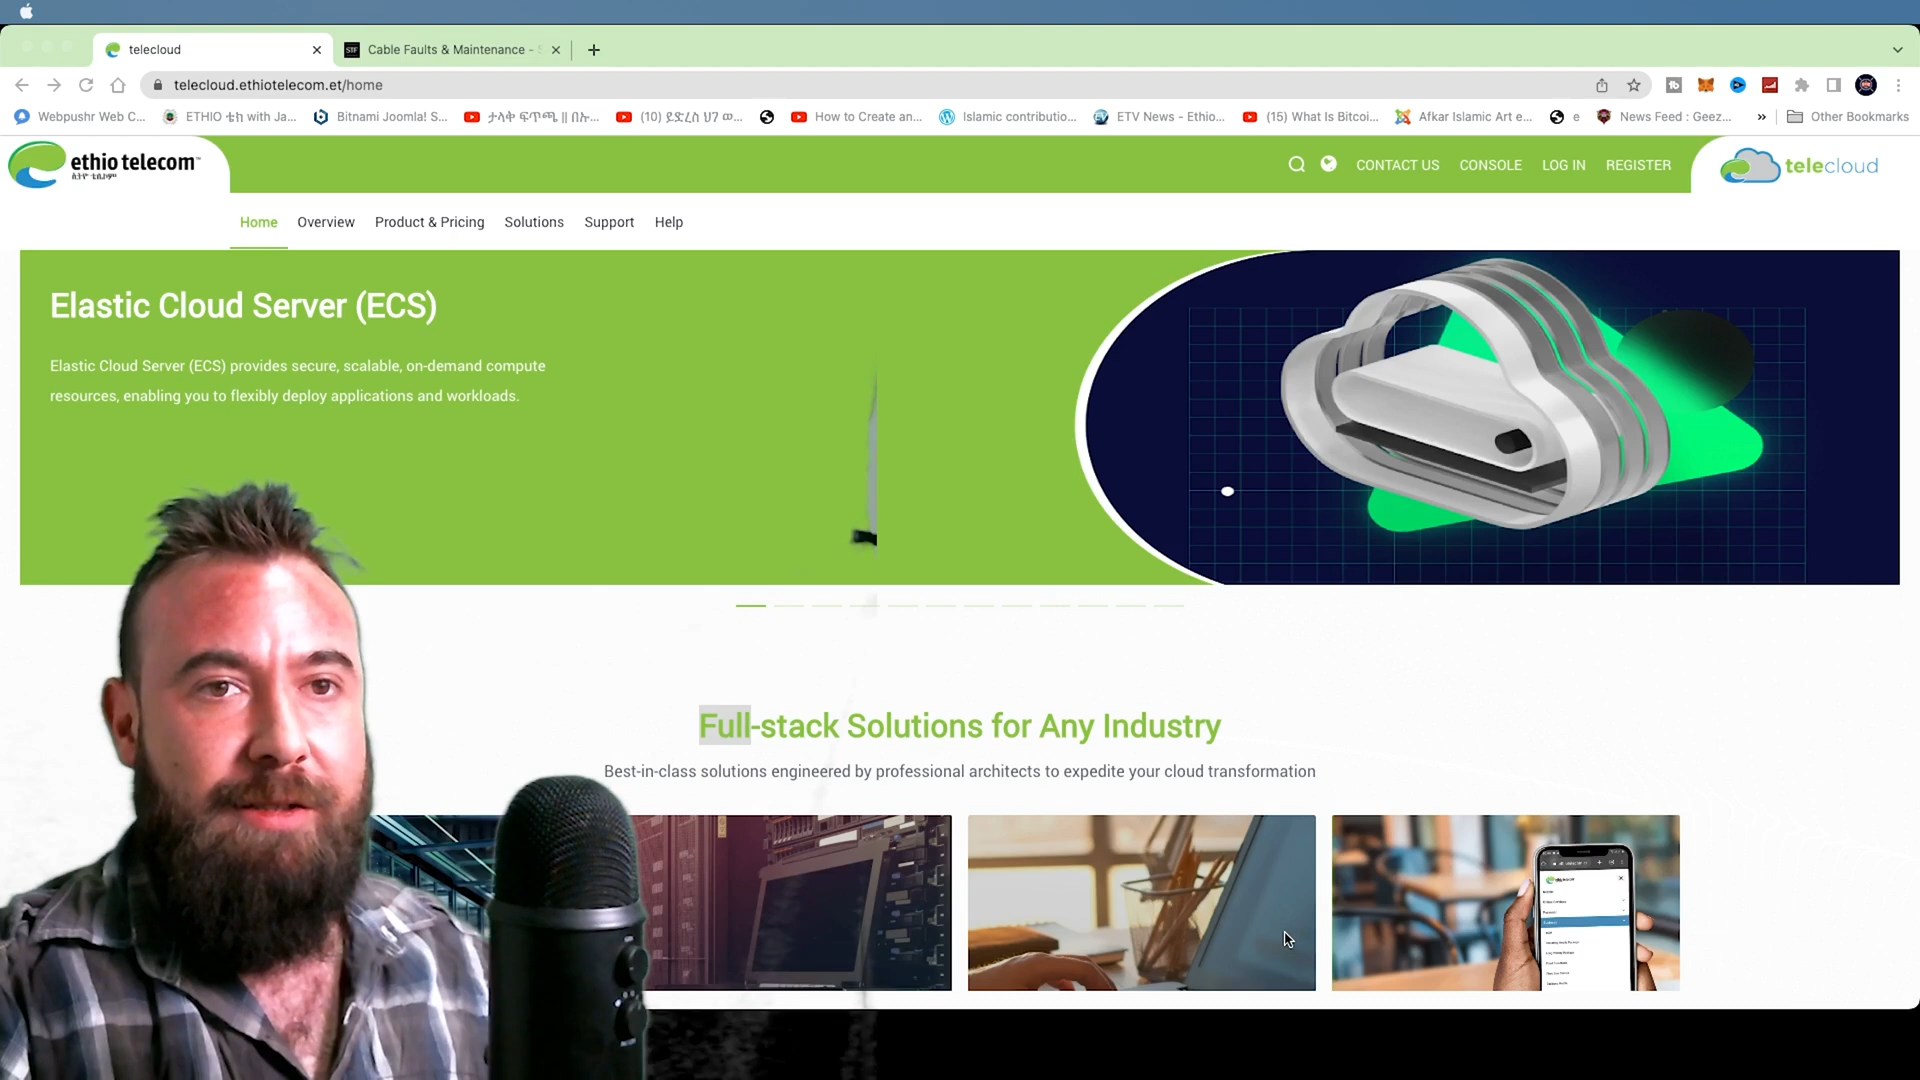 telecloud
Cable Faults & Maintenance -
telecloud.ethiotelecom.et/home
Webpushr Web C...
ETHIO ቴክ with Ja...
Bitnami Joomla! S...
ታላቅ ፍጥጫ || በኡ-...
(10) ይድረስ ህገ ወ...
How to Create an...
Islamic contributio...
ETV News - Ethio...
(15) What Is Bitcoi...
Afkar Islamic Art e...
e
News Feed : Geez...
»
Other Bookmarks
ethio telecom™
ኢትዮ ቴሌኮም
CONTACT US
CONSOLE
LOG IN
REGISTER
telecloud
Home
Overview
Product & Pricing
Solutions
Support
Help
Elastic Cloud Server (ECS)
Elastic Cloud Server (ECS) provides secure, scalable, on-demand compute
resources, enabling you to flexibly deploy applications and workloads.
Full-stack Solutions for Any Industry
Best-in-class solutions engineered by professional architects to expedite your cloud transformation